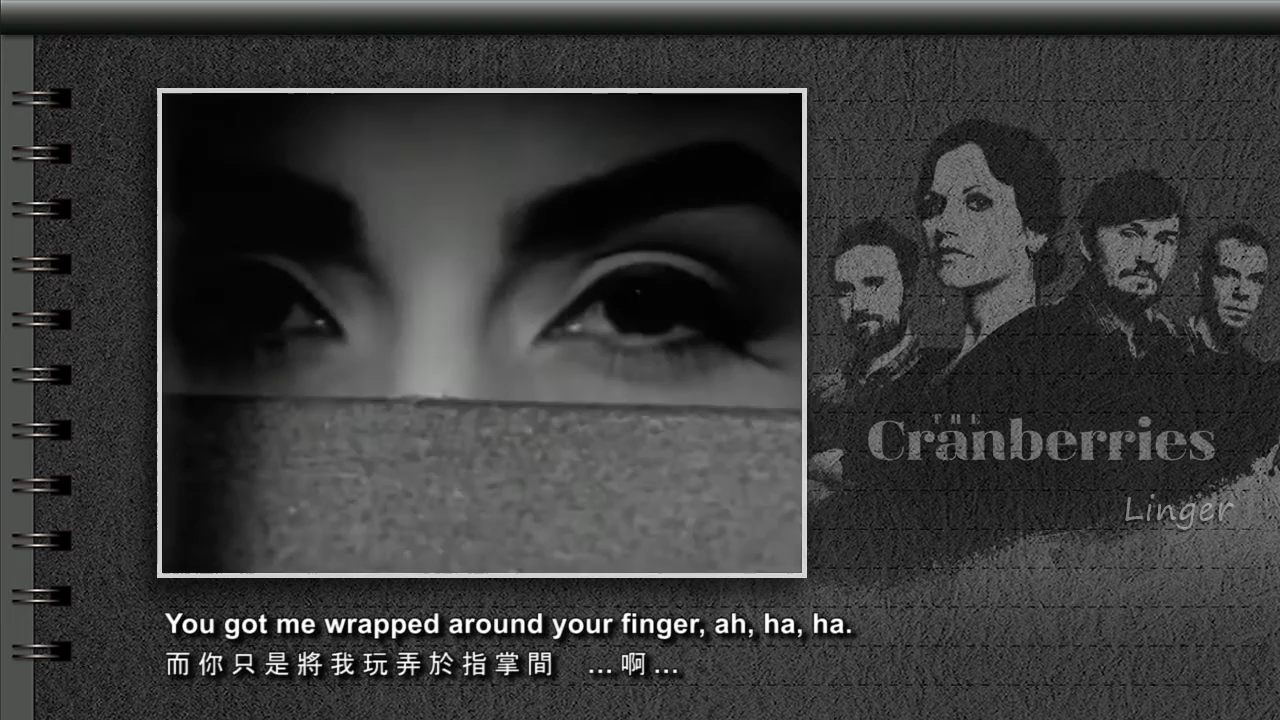 THE
Cranberries
Linger
You got me wrapped around your finger, ah, ha, ha.
而你只是將我玩弄於指掌間 ...啊...